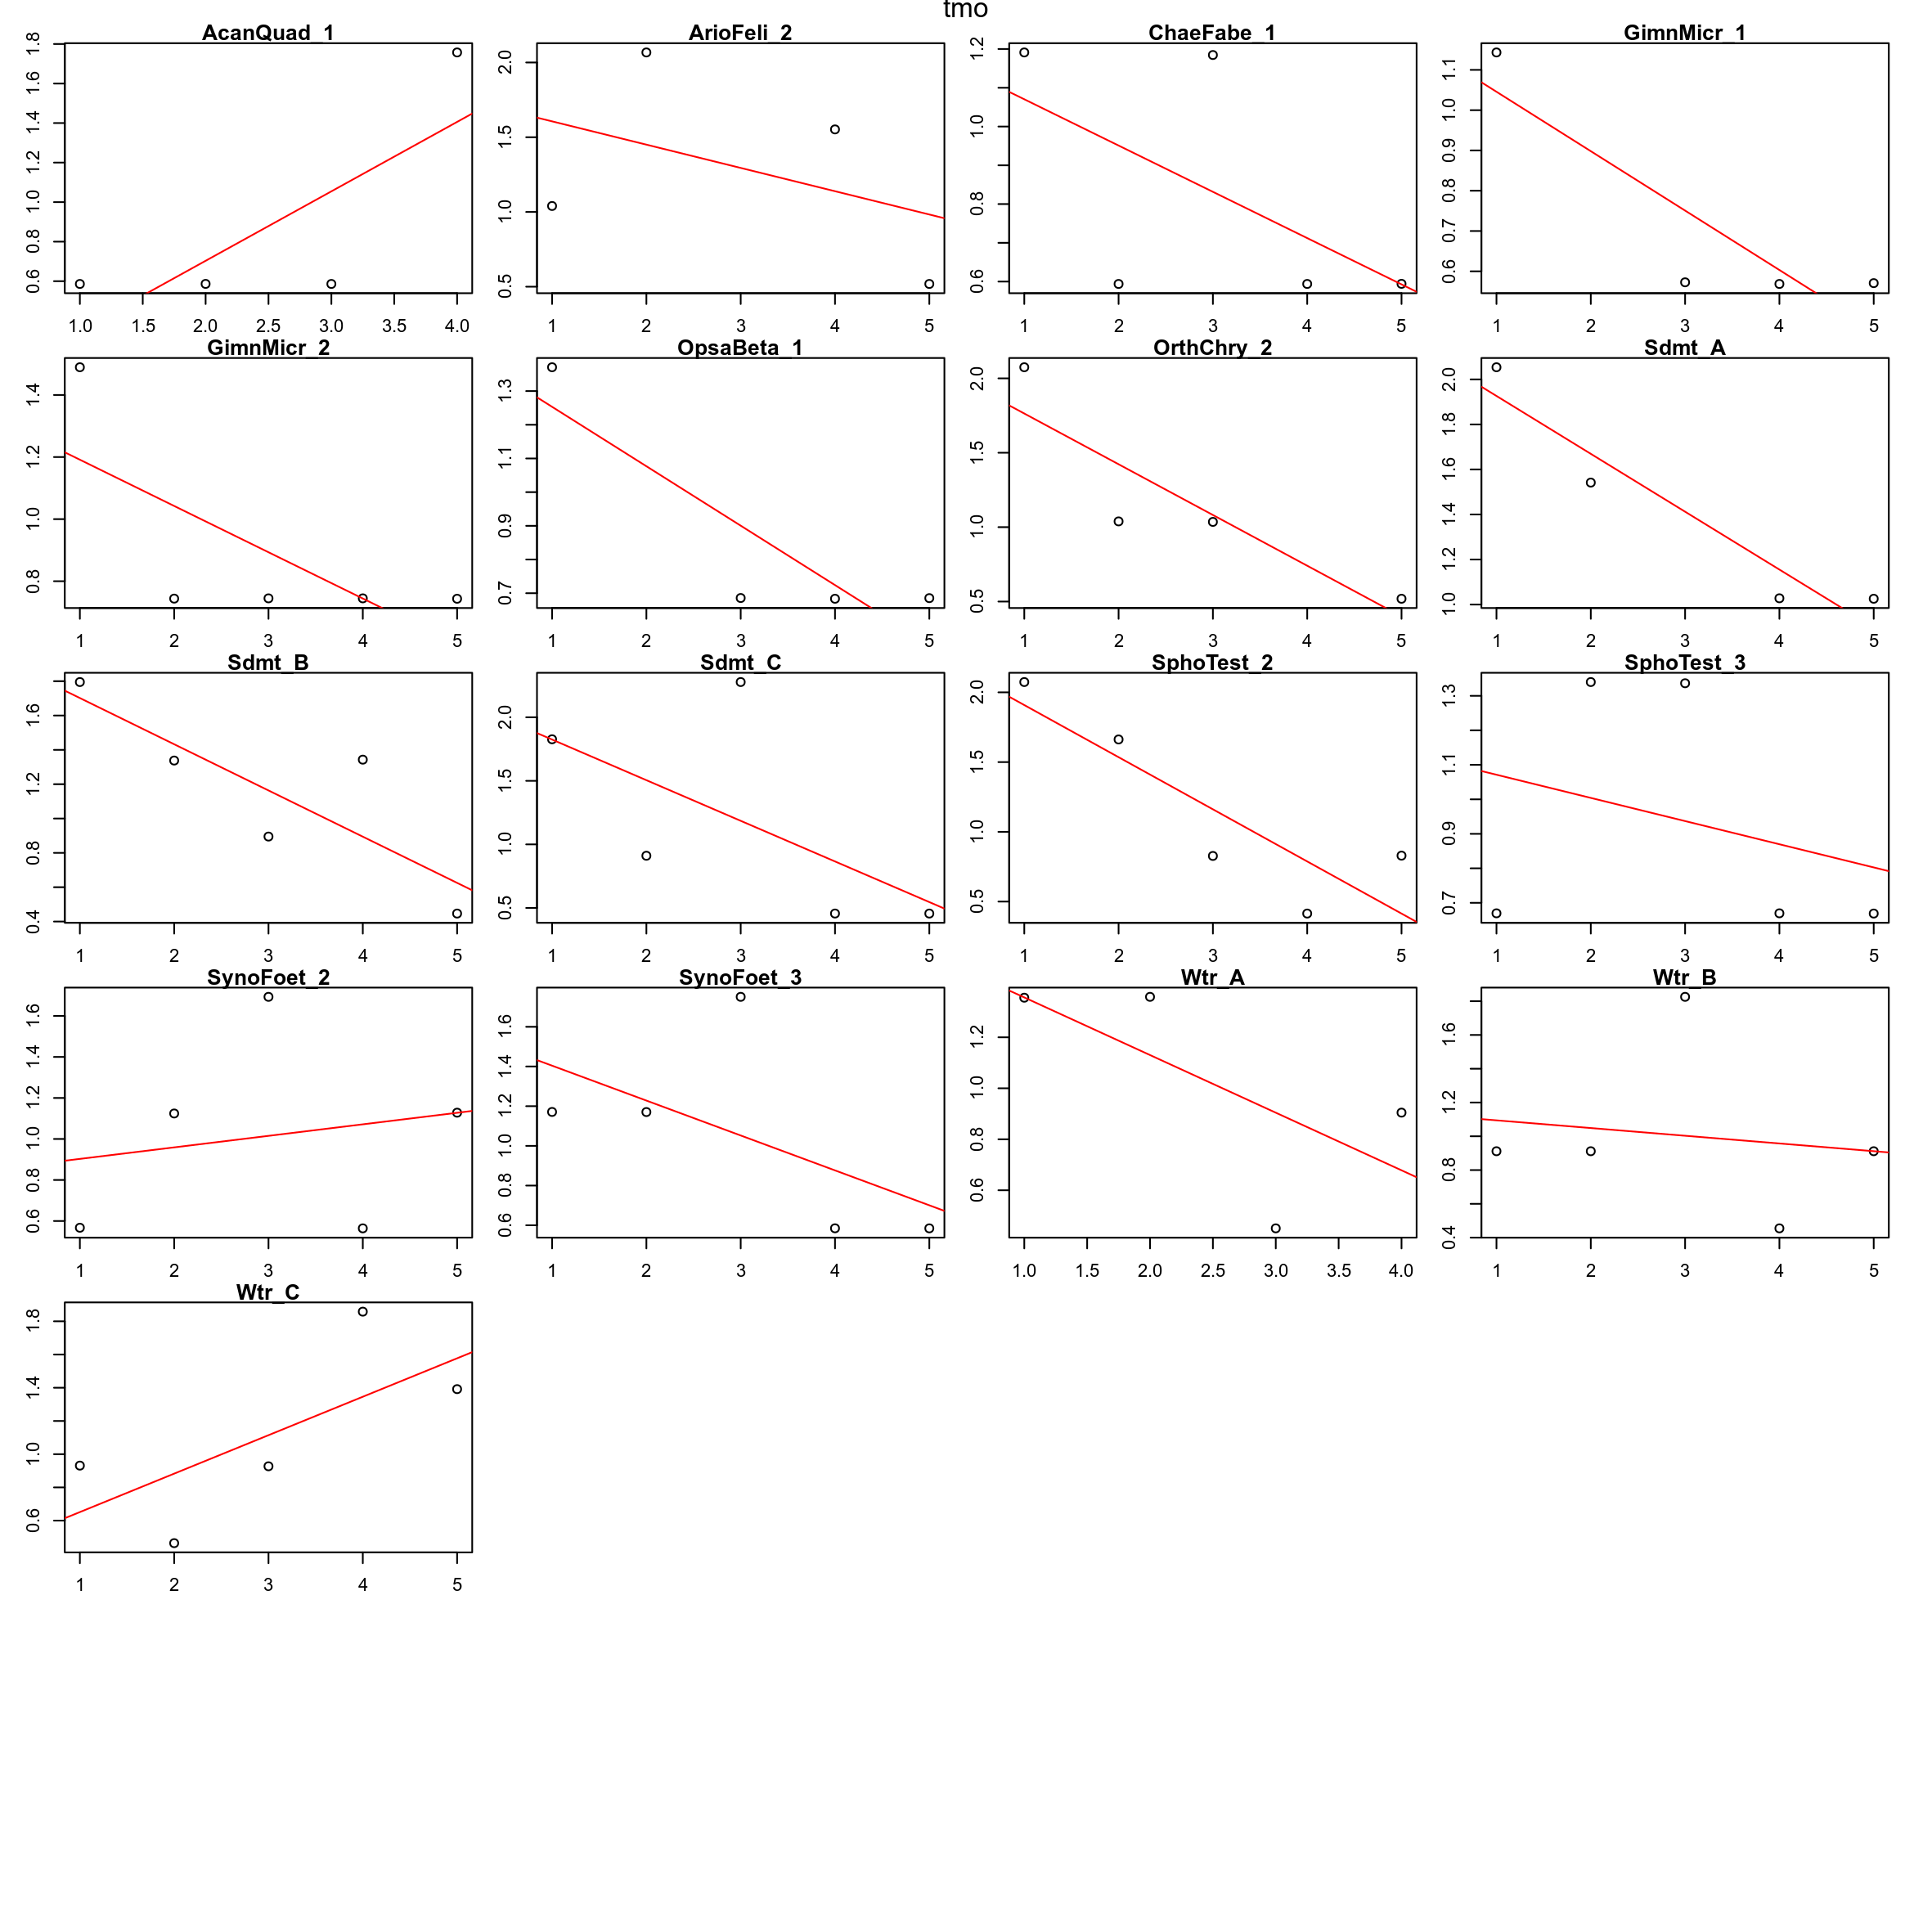 tmo
AcanQuad_1 ArioFeli_2 ChaeFabe_1 GimnMicr_1
0.6 0.8 1.0 1.2 1.4 1.6 1.8
1.0 1.5 2.0 2.5 3.0 3.5 4.0
0.5 1.0 1.5 2.0
1 2 3 4 5
0.6 0.8 1.0 1.2
1 2 3 4 5
0.6 0.7 0.8 0.9 1.0 1.1
1 2 3 4 5
GimnMicr_2 OpsaBeta_1 OrthChry_2 Sdmt_A
0.8 1.0 1.2 1.4
1 2 3 4 5
0.7 0.9 1.1 1.3
1 2 3 4 5
0.5 1.0 1.5 2.0
1 2 3 4 5
1.0 1.2 1.4 1.6 1.8 2.0
1 2 3 4 5
Sdmt_B Sdmt_C SphoTest_2 SphoTest_3
0.4 0.8 1.2 1.6
1 2 3 4 5
0.5 1.0 1.5 2.0
1 2 3 4 5
0.5 1.0 1.5 2.0
1 2 3 4 5
0.7 0.9 1.1 1.3
1 2 3 4 5
SynoFoet_2 SynoFoet_3 Wtr_A Wtr_B
0.6 0.8 1.0 1.2 1.4 1.6
1 2 3 4 5
0.6 0.8 1.0 1.2 1.4 1.6
1 2 3 4 5
0.6 0.8 1.0 1.2
1.0 1.5 2.0 2.5 3.0 3.5 4.0
0.4 0.8 1.2 1.6
1 2 3 4 5
Wtr_C
0.6 1.0 1.4 1.8
1 2 3 4 5